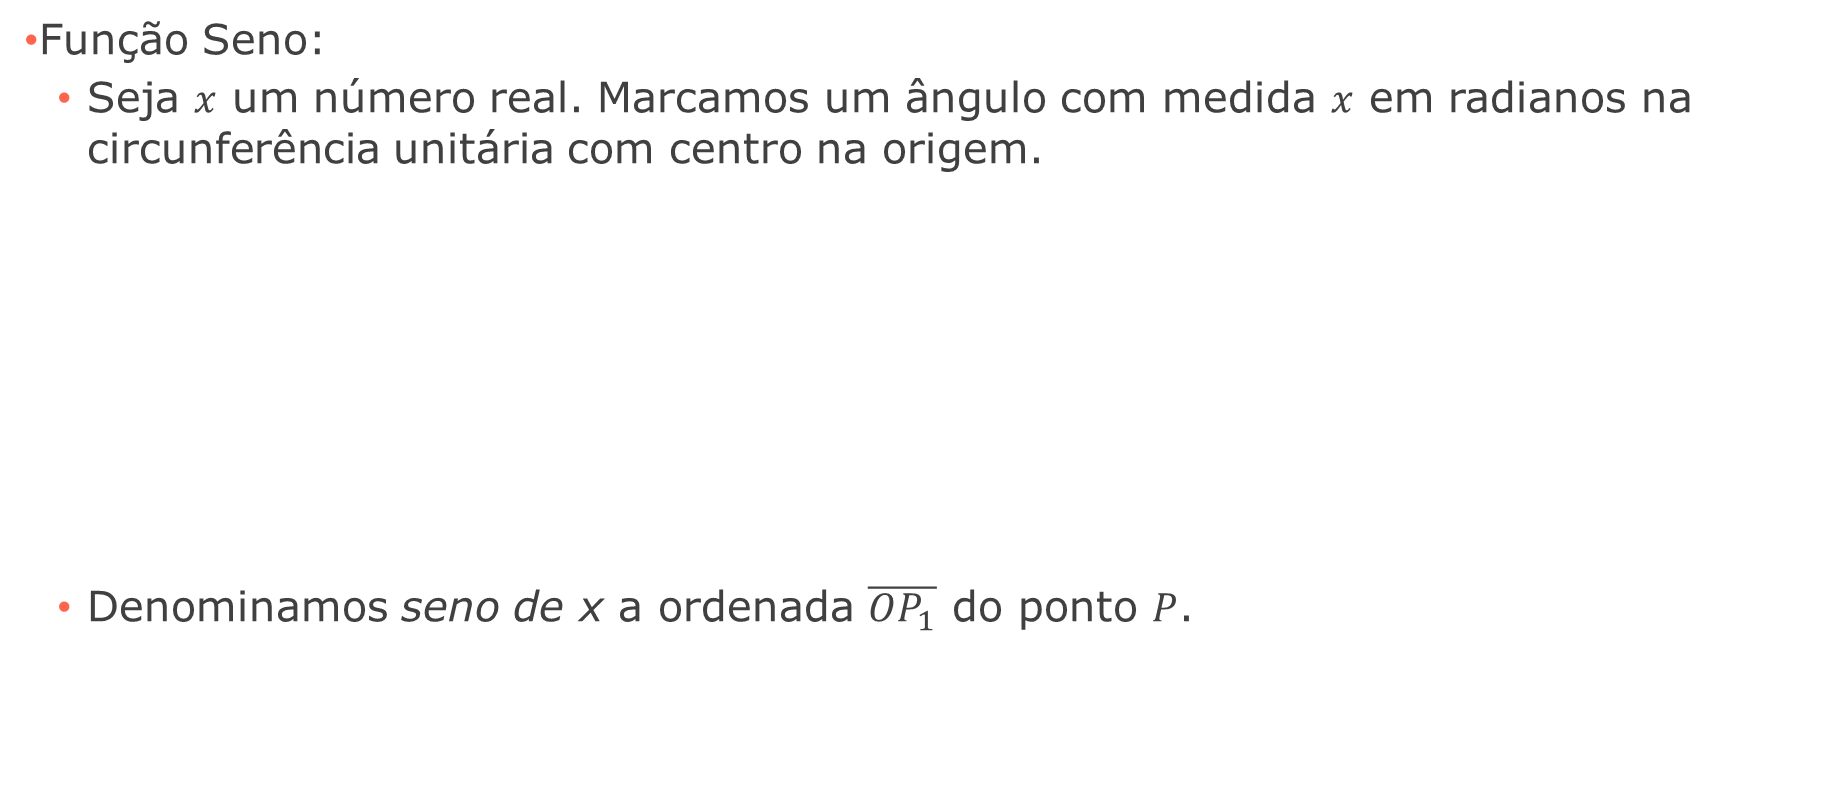 •Função Seno:
• Seja x um número real. Marcamos um ângulo com medida x em radianos na
circunferência unitária com centro na origem.
• Denominamos seno de x a ordenada O̅P̅₁ do ponto P.